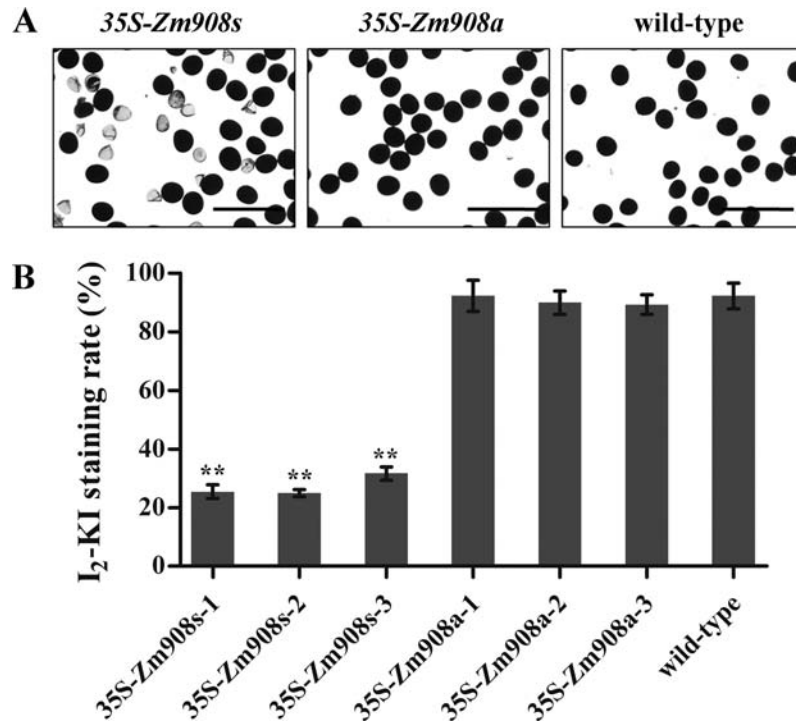 A
35S-Zm908s
35S-Zm908a
wild-type
B
I₂-KI staining rate (%)
100
80
60
40
20
0
**
**
**
35S-Zm908s-1
35S-Zm908s-2
35S-Zm908s-3
35S-Zm908a-1
35S-Zm908a-2
35S-Zm908a-3
wild-type